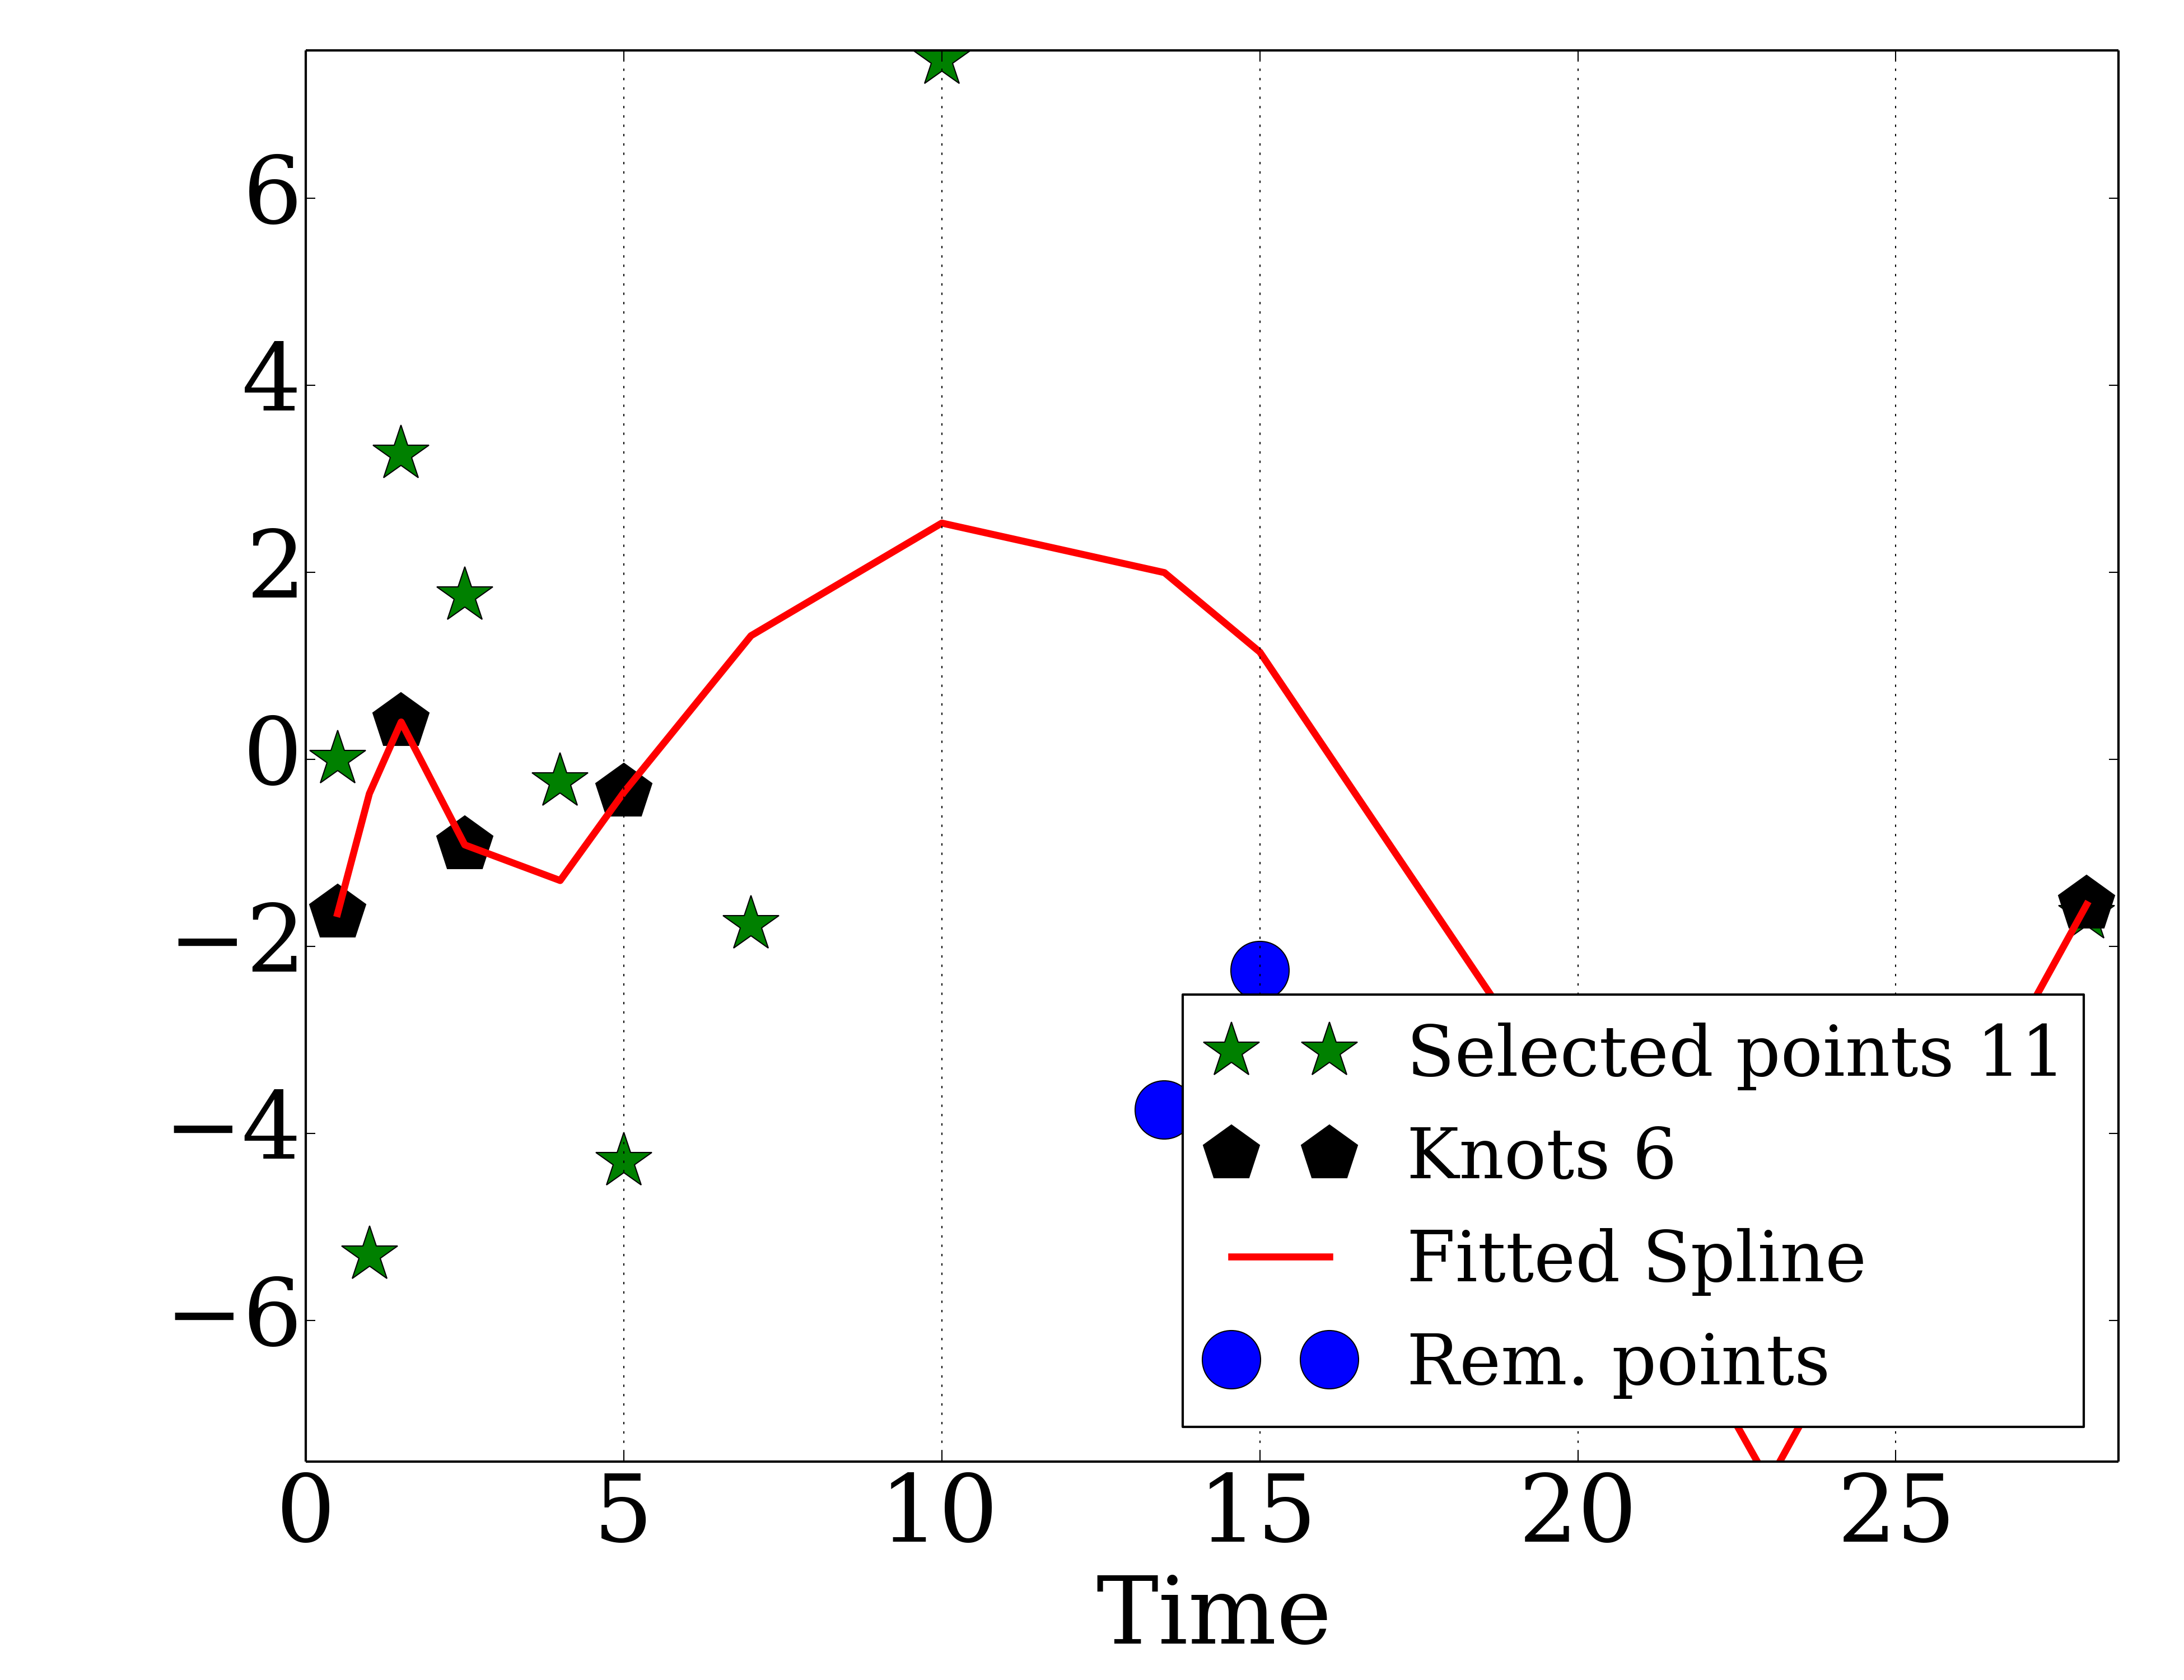 6
4
2
0
−2
−4
−6
Selected points 11
Knots 6
Fitted Spline
Rem. points
0 5 10 15 20 25
Time